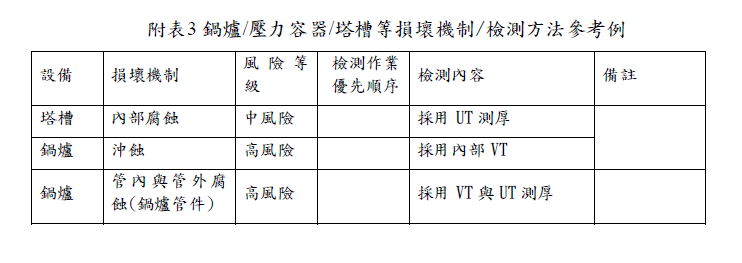 附表3 鍋爐/壓力容器/塔槽等損壞機制/檢測方法參考例
設備 損壞機制 風險等級 檢測作業優先順序 檢測內容 備註
塔槽 內部腐蝕 中風險 採用 UT 測厚
鍋爐 沖蝕 高風險 採用內部 VT
鍋爐 管內與管外腐蝕(鍋爐管件) 高風險 採用 VT 與 UT 測厚